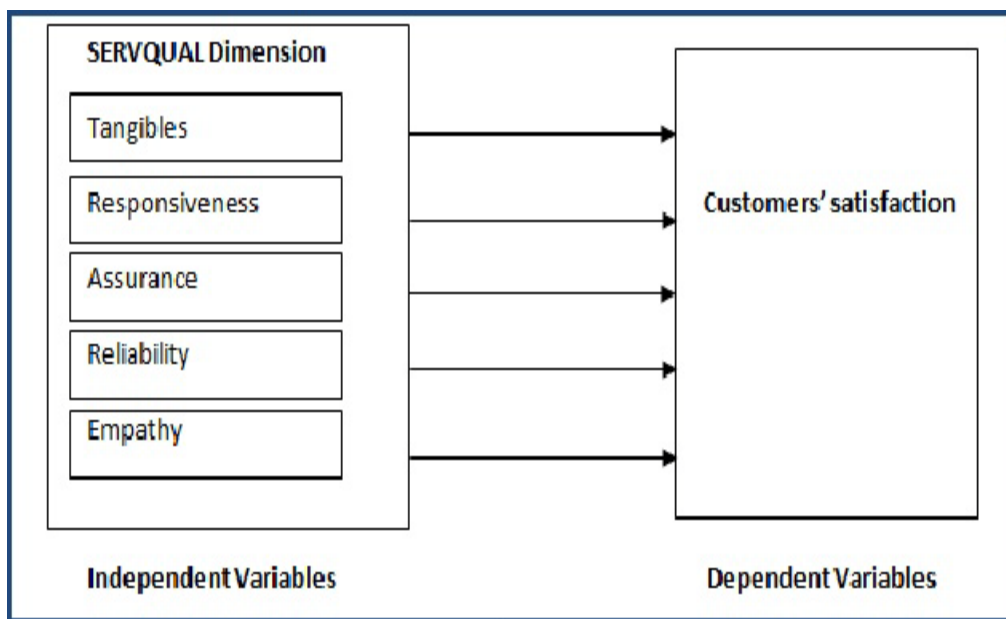 SERVQUAL Dimension
Tangibles
Responsiveness
Assurance
Reliability
Empathy
Customers’ satisfaction
Independent Variables
Dependent Variables